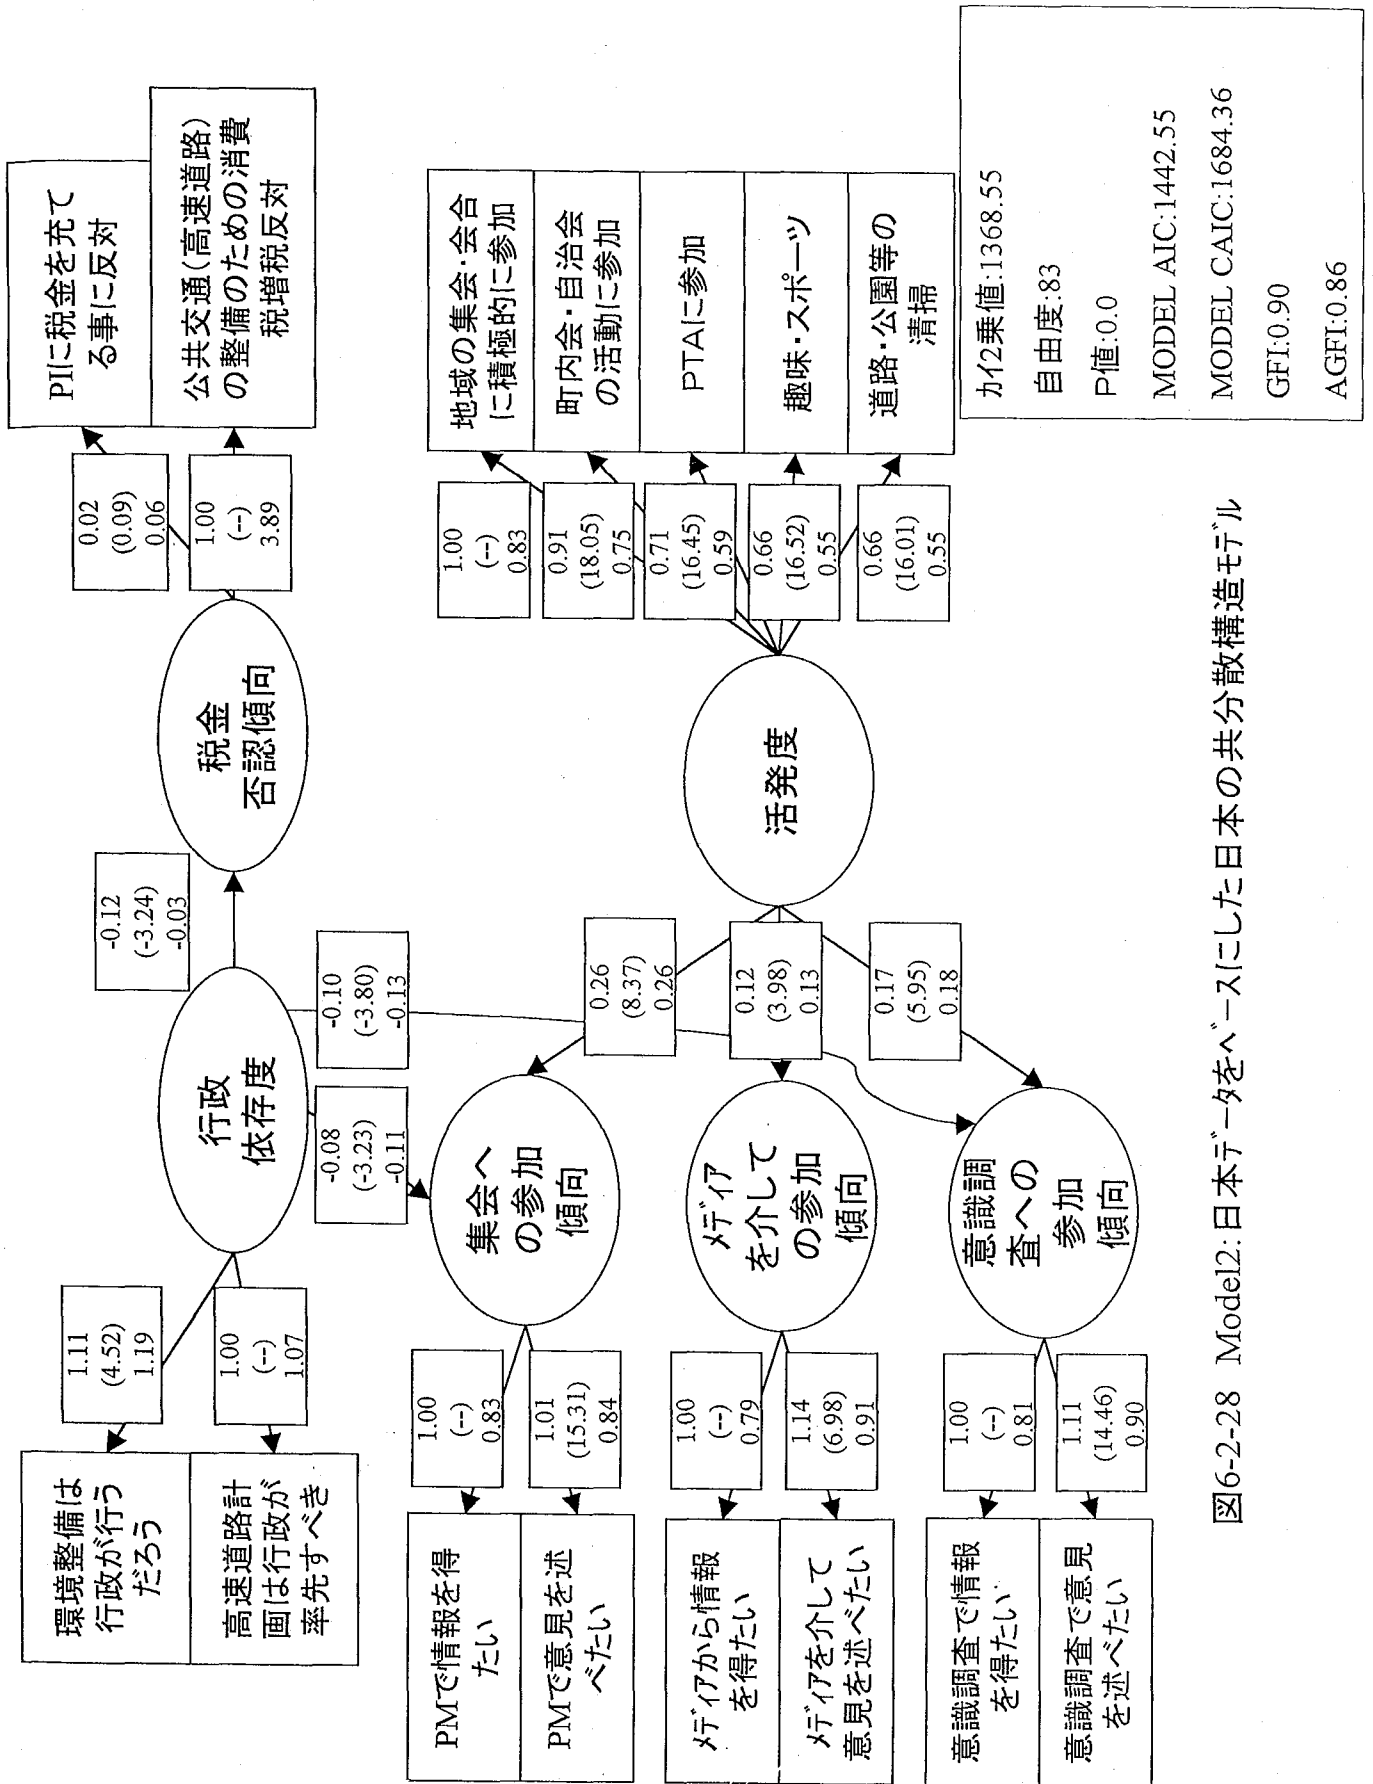 環境整備は
行政が行う
だろう
高速道路計
画は行政が
率先すべき
1.11
(4.52)
1.19
1.00
(--)
1.07
行政
依存度
-0.12
(-3.24)
-0.03
税金
否認傾向
0.02
(0.09)
0.06
1.00
(--)
3.89
PIに税金を充て
る事に反対
公共交通(高速道路)
の整備のための消費
税増税反対
-0.08
(-3.23)
-0.11
-0.10
(-3.80)
-0.13
PMで情報を得
たい
PMで意見を述
べたい
1.00
(--)
0.83
1.01
(15.31)
0.84
集会へ
の参加
傾向
メディアから情報
を得たい
メディアを介して
意見を述べたい
1.00
(--)
0.79
1.14
(6.98)
0.91
メディア
を介して
の参加
傾向
意識調査で情報
を得たい
意識調査で意見
を述べたい
1.00
(--)
0.81
1.11
(14.46)
0.90
意識調
査への
参加
傾向
0.26
(8.37)
0.26
0.12
(3.98)
0.13
0.17
(5.95)
0.18
活発度
1.00
(--)
0.83
0.91
(18.05)
0.75
0.71
(16.45)
0.59
0.66
(16.52)
0.55
0.66
(16.01)
0.55
地域の集会・会合
に積極的に参加
町内会・自治会
の活動に参加
PTAに参加
趣味・スポーツ
道路・公園等の
清掃
カイ2乗値:1368.55
自由度:83
P値:0.0
MODEL AIC:1442.55
MODEL CAIC:1684.36
GFI:0.90
AGFI:0.86
図6-2-28 Model2:日本データをベースにした日本の共分散構造モデル